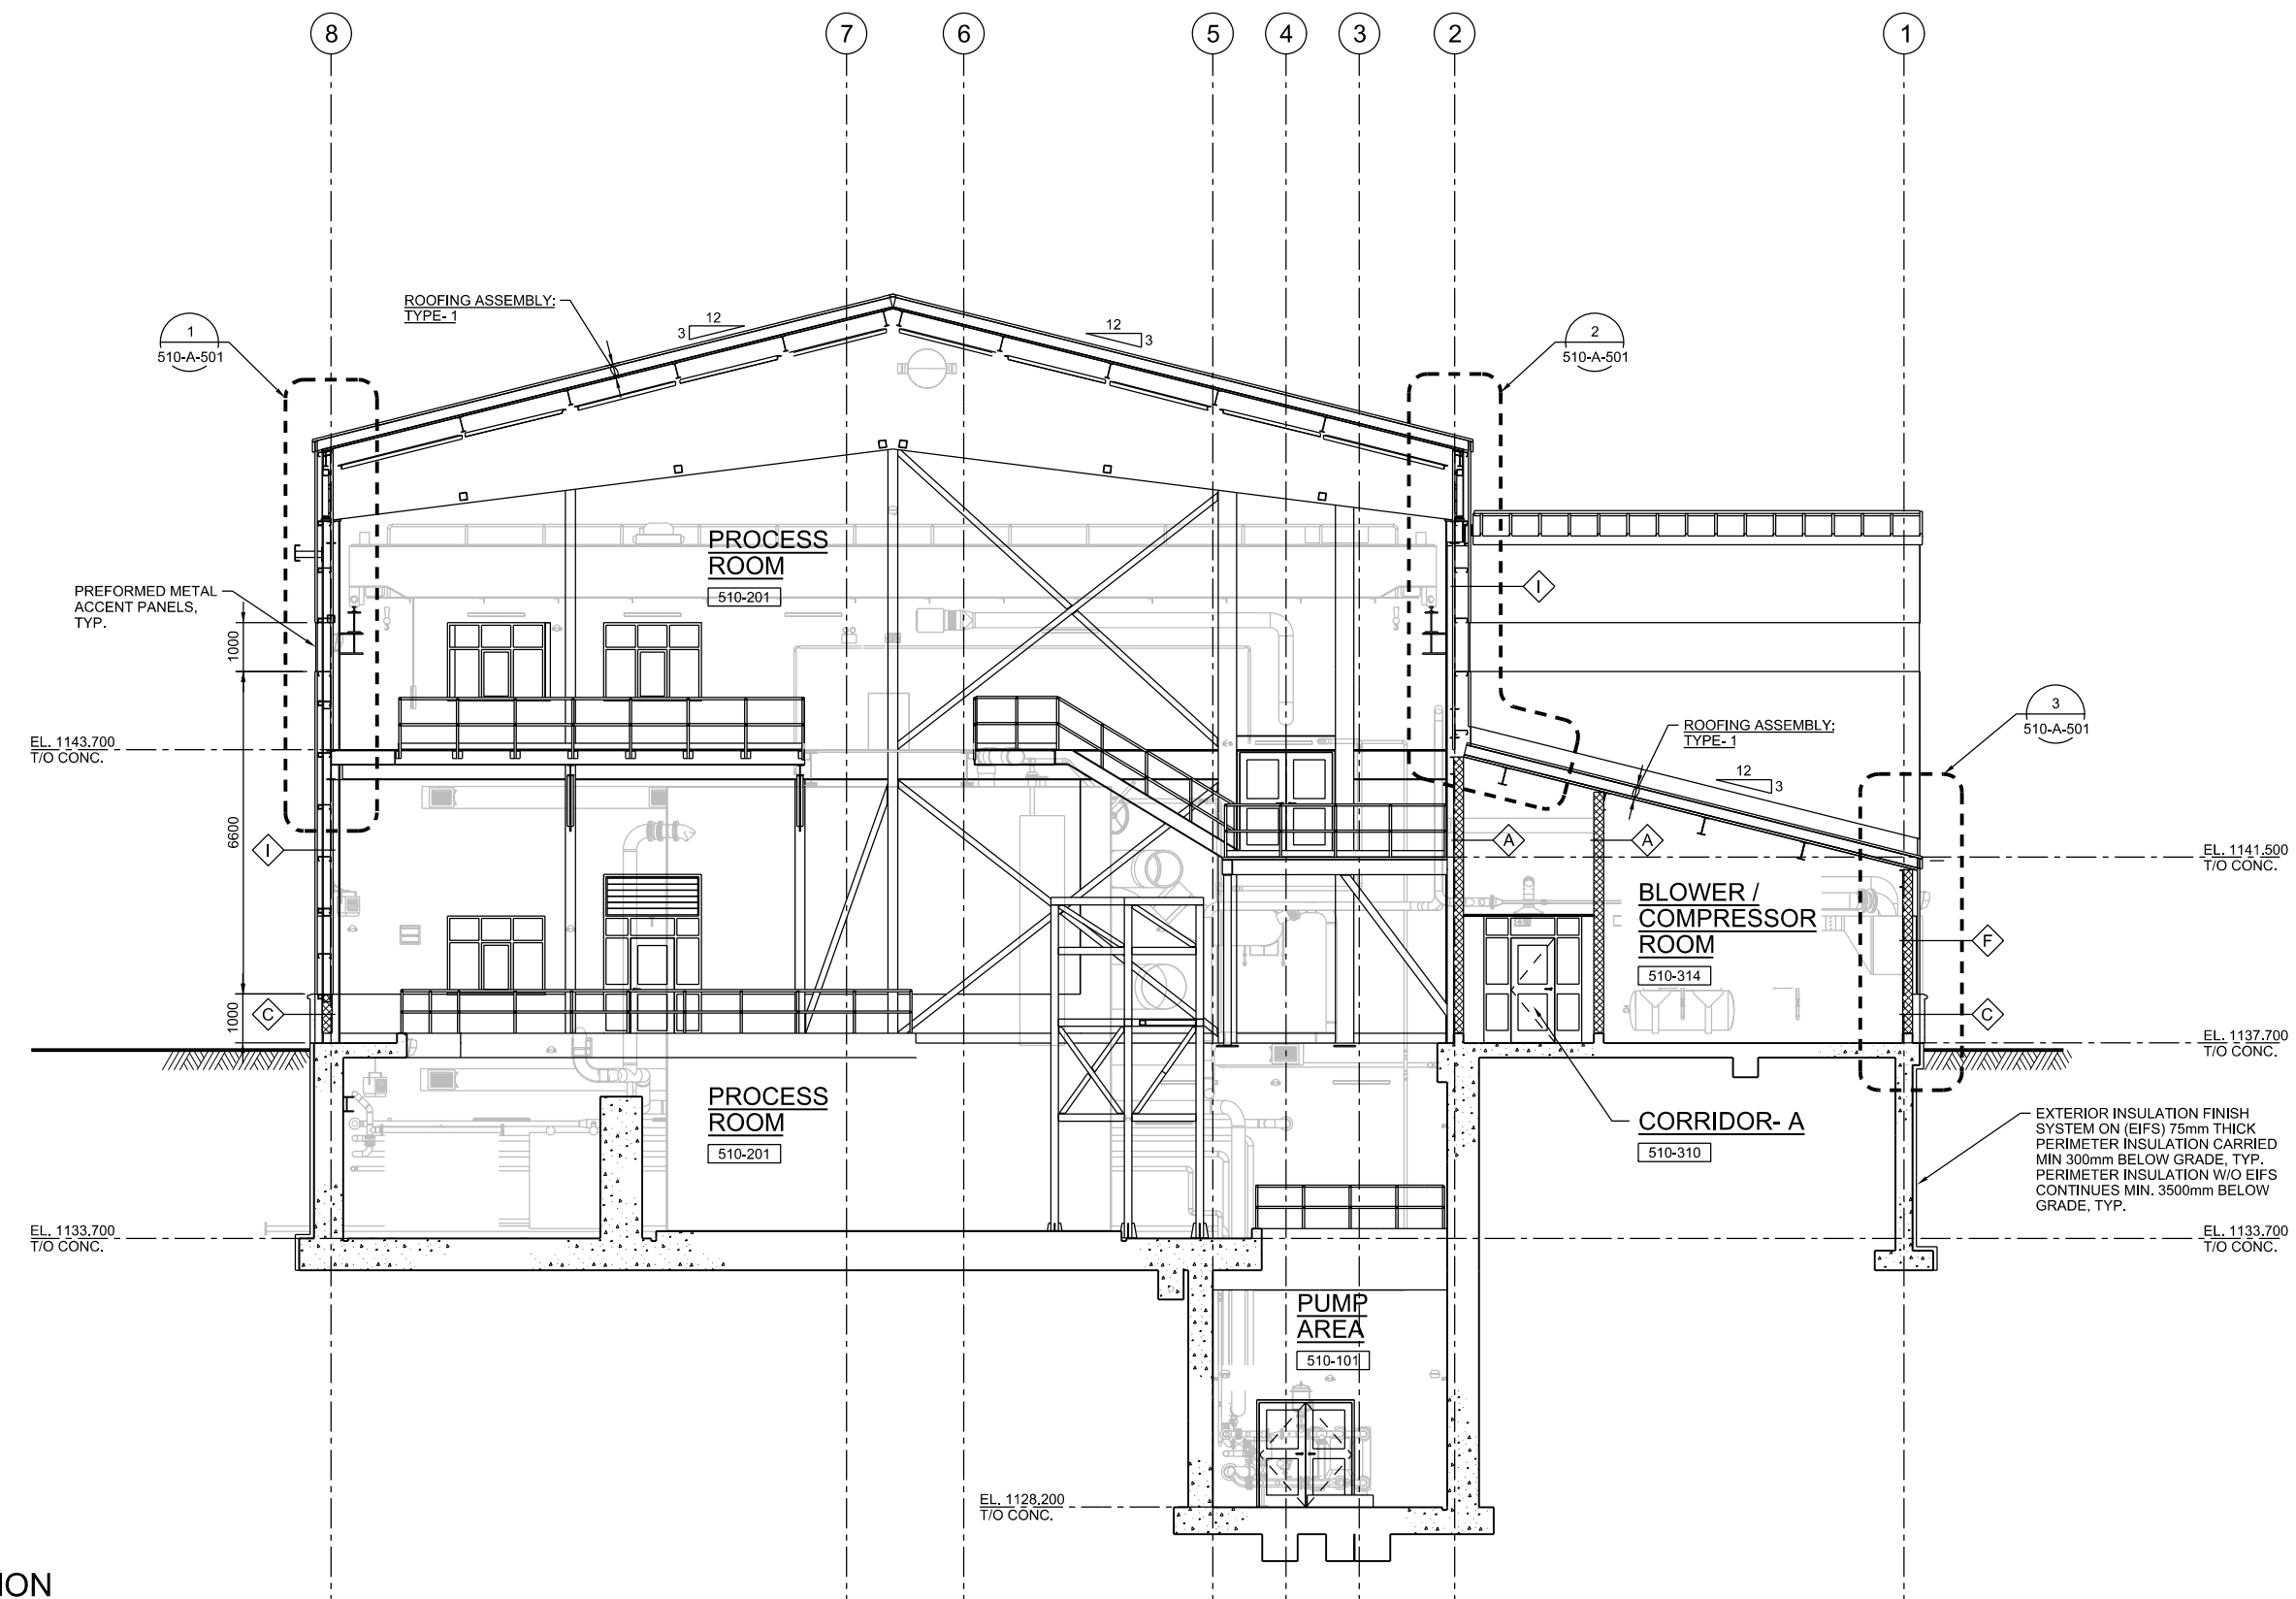 8
7
6
5
4
3
2
1
ROOFING ASSEMBLY:
TYPE- 1
12
3
12
3
1
510-A-501
2
510-A-501
PROCESS
ROOM
510-201
I
PREFORMED METAL
ACCENT PANELS,
TYP.
1000
6600
1000
3
510-A-501
ROOFING ASSEMBLY:
TYPE- 1
12
3
EL. 1143.700
T/O CONC.
I
A
A
EL. 1141.500
T/O CONC.
BLOWER /
COMPRESSOR
ROOM
510-314
F
C
C
EL. 1137.700
T/O CONC.
PROCESS
ROOM
510-201
CORRIDOR- A
510-310
EXTERIOR INSULATION FINISH
SYSTEM ON (EIFS) 75mm THICK
PERIMETER INSULATION CARRIED
MIN 300mm BELOW GRADE, TYP.
PERIMETER INSULATION W/O EIFS
CONTINUES MIN. 3500mm BELOW
GRADE, TYP.
EL. 1133.700
T/O CONC.
EL. 1133.700
T/O CONC.
PUMP
AREA
510-101
EL. 1128.200
T/O CONC.
ION